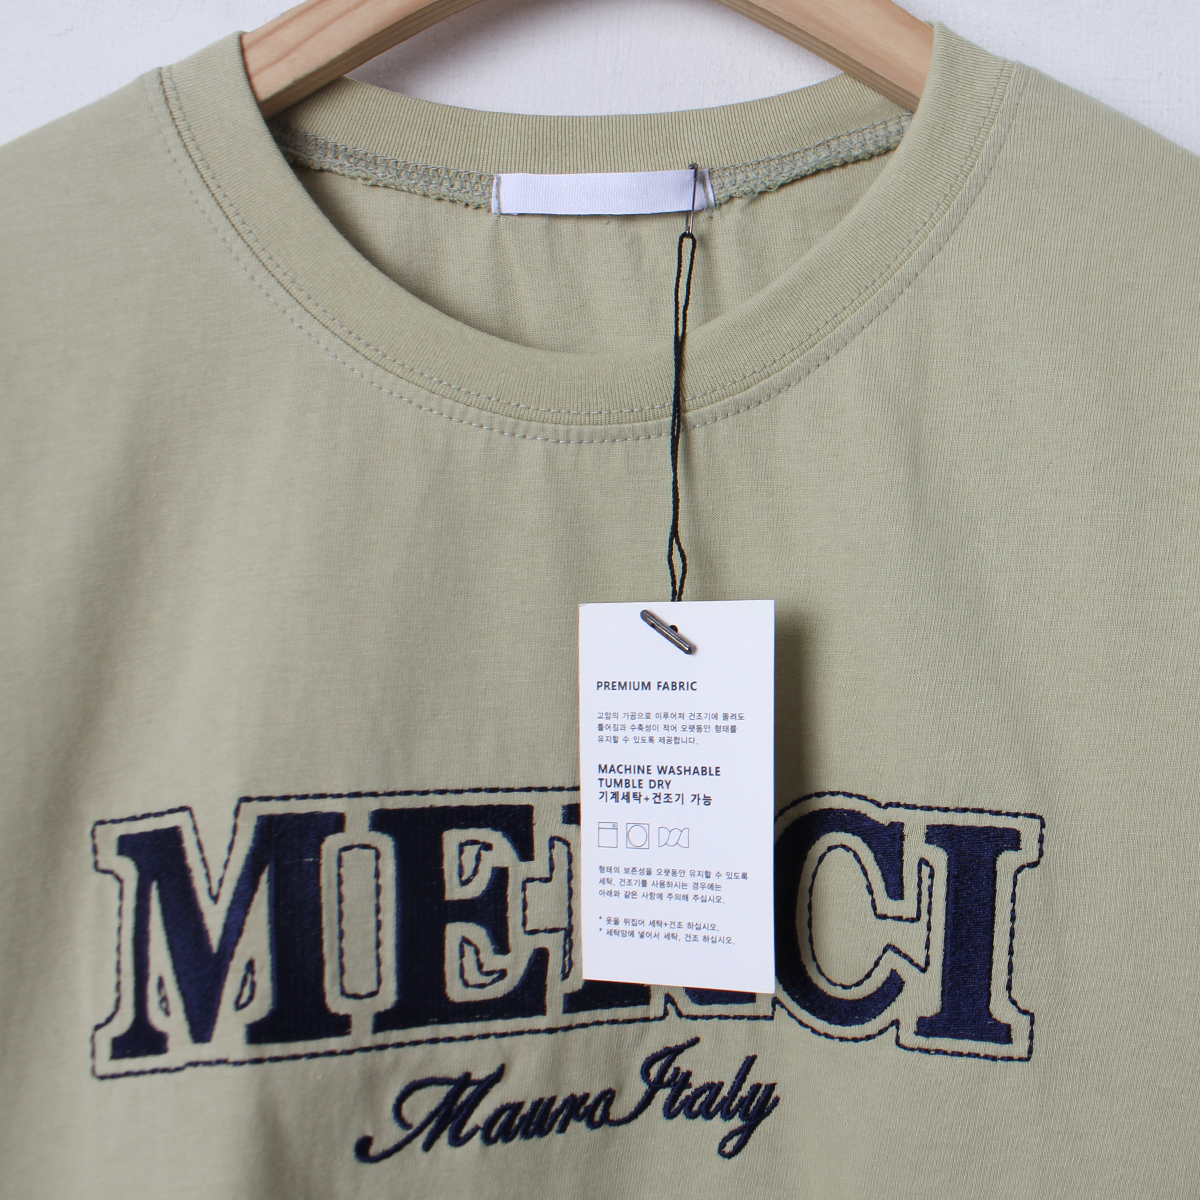 PREMIUM FABRIC
고압의 가공으로 이루어져 건조기에 돌려도
틀어짐과 수축성이 적어 오랫동안 형태를
유지할 수 있도록 제공합니다.
MACHINE WASHABLE
TUMBLE DRY
기계세탁+건조기 가능
형태의 보존성을 오랫동안 유지할 수 있도록
세탁, 건조기를 사용하시는 경우에는
아래와 같은 사항에 주의해 주십시오.
* 옷을 뒤집어 세탁+건조 하십시오.
* 세탁망에 넣어서 세탁, 건조 하십시오.
MERCI
Mauro Italy